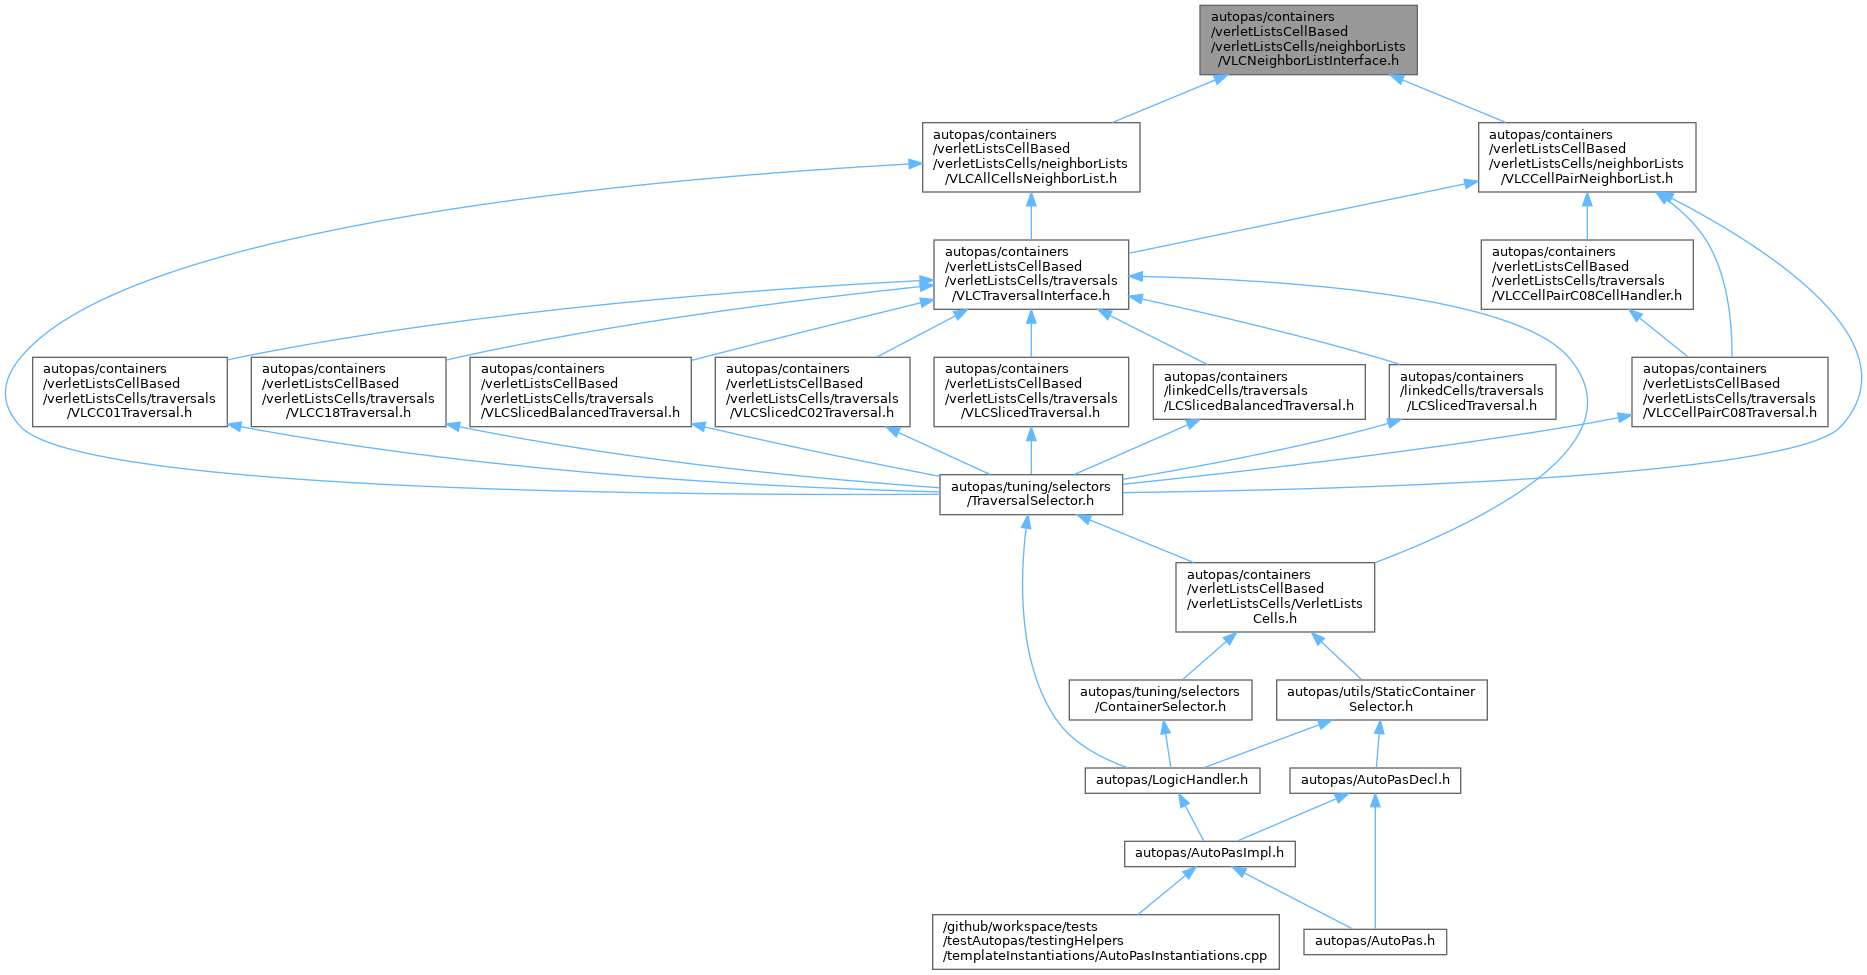 autopas/containers
/verletListsCellBased
/verletListsCells/neighborLists
/VLCNeighborListInterface.h
autopas/containers
/verletListsCellBased
/verletListsCells/neighborLists
/VLCAllCellsNeighborList.h
autopas/containers
/verletListsCellBased
/verletListsCells/neighborLists
/VLCCellPairNeighborList.h
autopas/containers
/verletListsCellBased
/verletListsCells/traversals
/VLCTraversalInterface.h
autopas/containers
/verletListsCellBased
/verletListsCells/traversals
/VLCCellPairC08CellHandler.h
autopas/containers
/verletListsCellBased
/verletListsCells/traversals
/VLCC01Traversal.h
autopas/containers
/verletListsCellBased
/verletListsCells/traversals
/VLCC18Traversal.h
autopas/containers
/verletListsCellBased
/verletListsCells/traversals
/VLCSlicedBalancedTraversal.h
autopas/containers
/verletListsCellBased
/verletListsCells/traversals
/VLCSlicedC02Traversal.h
autopas/containers
/verletListsCellBased
/verletListsCells/traversals
/VLCSlicedTraversal.h
autopas/containers
/linkedCells/traversals
/LCSlicedBalancedTraversal.h
autopas/containers
/linkedCells/traversals
/LCSlicedTraversal.h
autopas/containers
/verletListsCellBased
/verletListsCells/traversals
/VLCCellPairC08Traversal.h
autopas/tuning/selectors
/TraversalSelector.h
autopas/containers
/verletListsCellBased
/verletListsCells/VerletLists
Cells.h
autopas/tuning/selectors
/ContainerSelector.h
autopas/utils/StaticContainer
Selector.h
autopas/LogicHandler.h
autopas/AutoPasDecl.h
autopas/AutoPasImpl.h
/github/workspace/tests
/testAutopas/testingHelpers
/templateInstantiations/AutoPasInstantiations.cpp
autopas/AutoPas.h